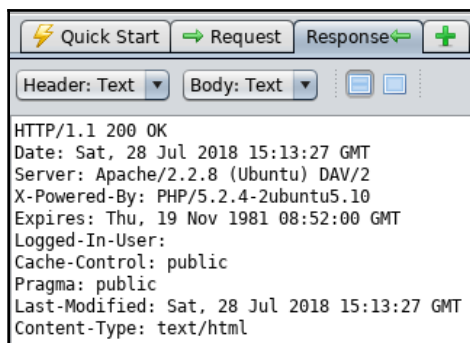 Quick Start Request Response
Header: Text Body: Text
HTTP/1.1 200 OK
Date: Sat, 28 Jul 2018 15:13:27 GMT
Server: Apache/2.2.8 (Ubuntu) DAV/2
X-Powered-By: PHP/5.2.4-2ubuntu5.10
Expires: Thu, 19 Nov 1981 08:52:00 GMT
Logged-In-User:
Cache-Control: public
Pragma: public
Last-Modified: Sat, 28 Jul 2018 15:13:27 GMT
Content-Type: text/html